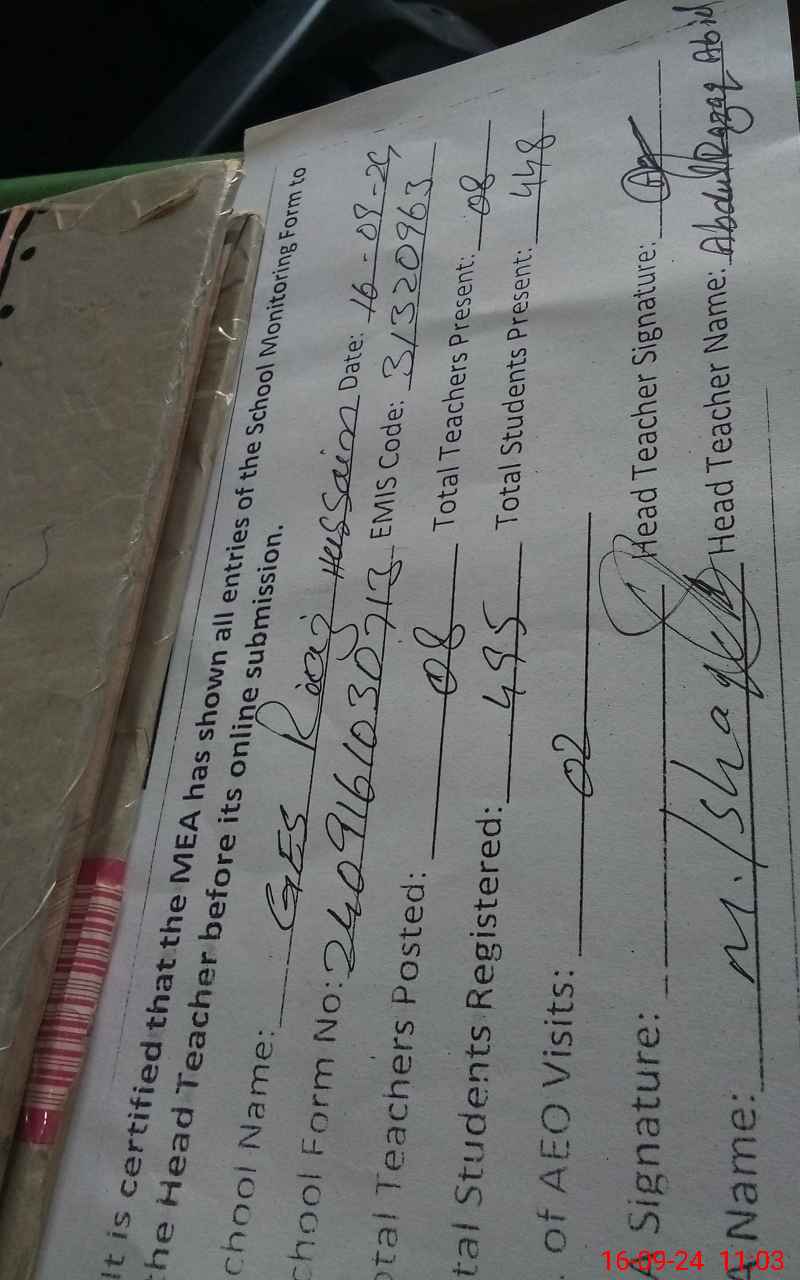 It is certified that the MEA has shown all entries of the School Monitoring Form to
the Head Teacher before its online submission.
chool Name: GES Riaz Hussain Date: 16-09-24
chool Form No: 2409161030713 EMIS Code: 31320963
otal Teachers Posted: 08 Total Teachers Present: 08
tal Students Registered: 495 Total Students Present: 448
of AEO Visits: 02
Signature: Head Teacher Signature:
Name: M. Ishaq Head Teacher Name: Abdul Razaq Abid
16-09-24 11:03